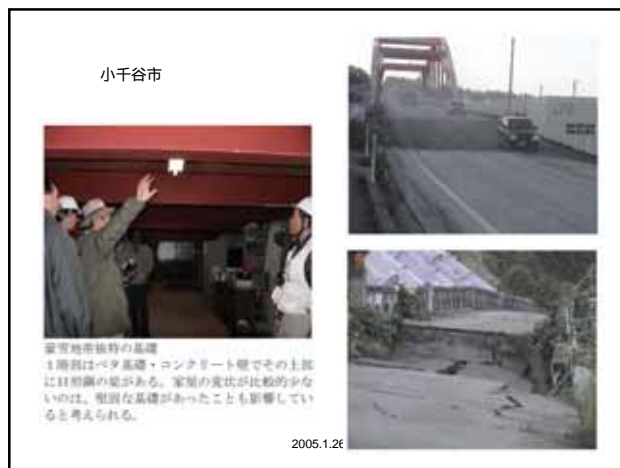 小千谷市
豪雪地帯独特の基礎
1階部はベタ基礎・コンクリート壁でその上部
にH形鋼の梁がある。家屋の変状が比較的少な
いのは、堅固な基礎があったことも影響してい
ると考えられる。
2005.1.26